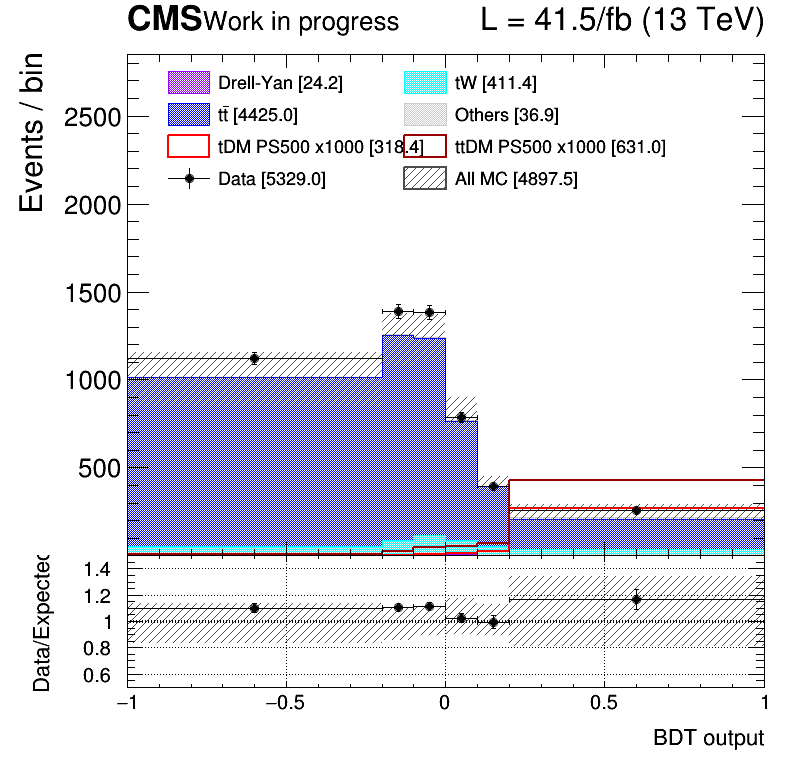 CMS Work in progress L = 41.5/fb (13 TeV)
Events / bin
Drell-Yan [24.2] tW [411.4]
tt̄ [4425.0] Others [36.9]
tDM PS500 x1000 [318.4] ttDM PS500 x1000 [631.0]
Data [5329.0] All MC [4897.5]
2500
2000
1500
1000
500
Data/Expected
1.4
1.2
1
0.8
0.6
−1 −0.5 0 0.5 1
BDT output